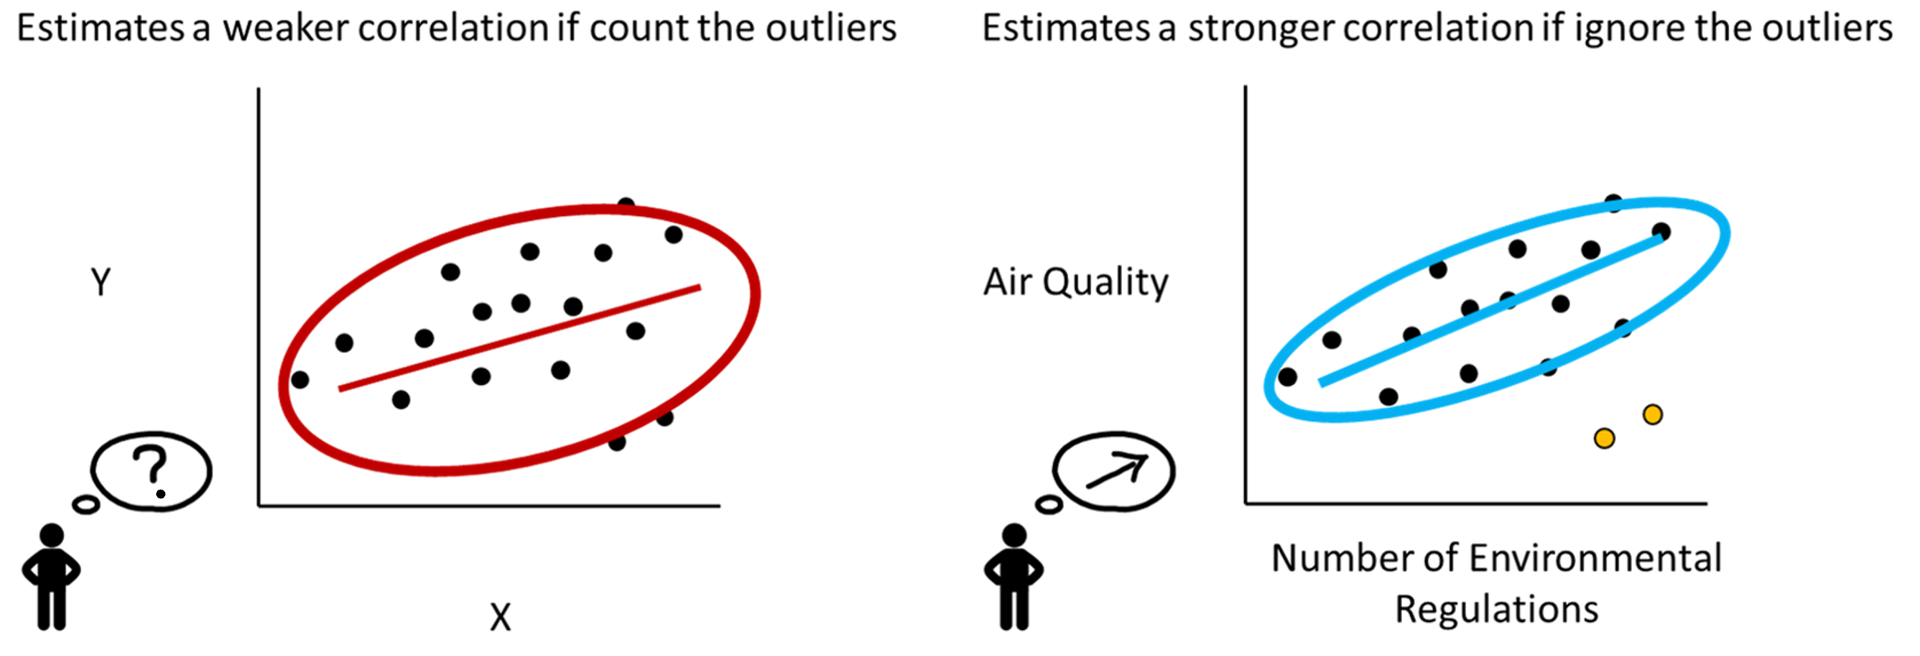 Estimates a weaker correlation if count the outliers
Y
?
X
Estimates a stronger correlation if ignore the outliers
Air Quality
Number of Environmental
Regulations